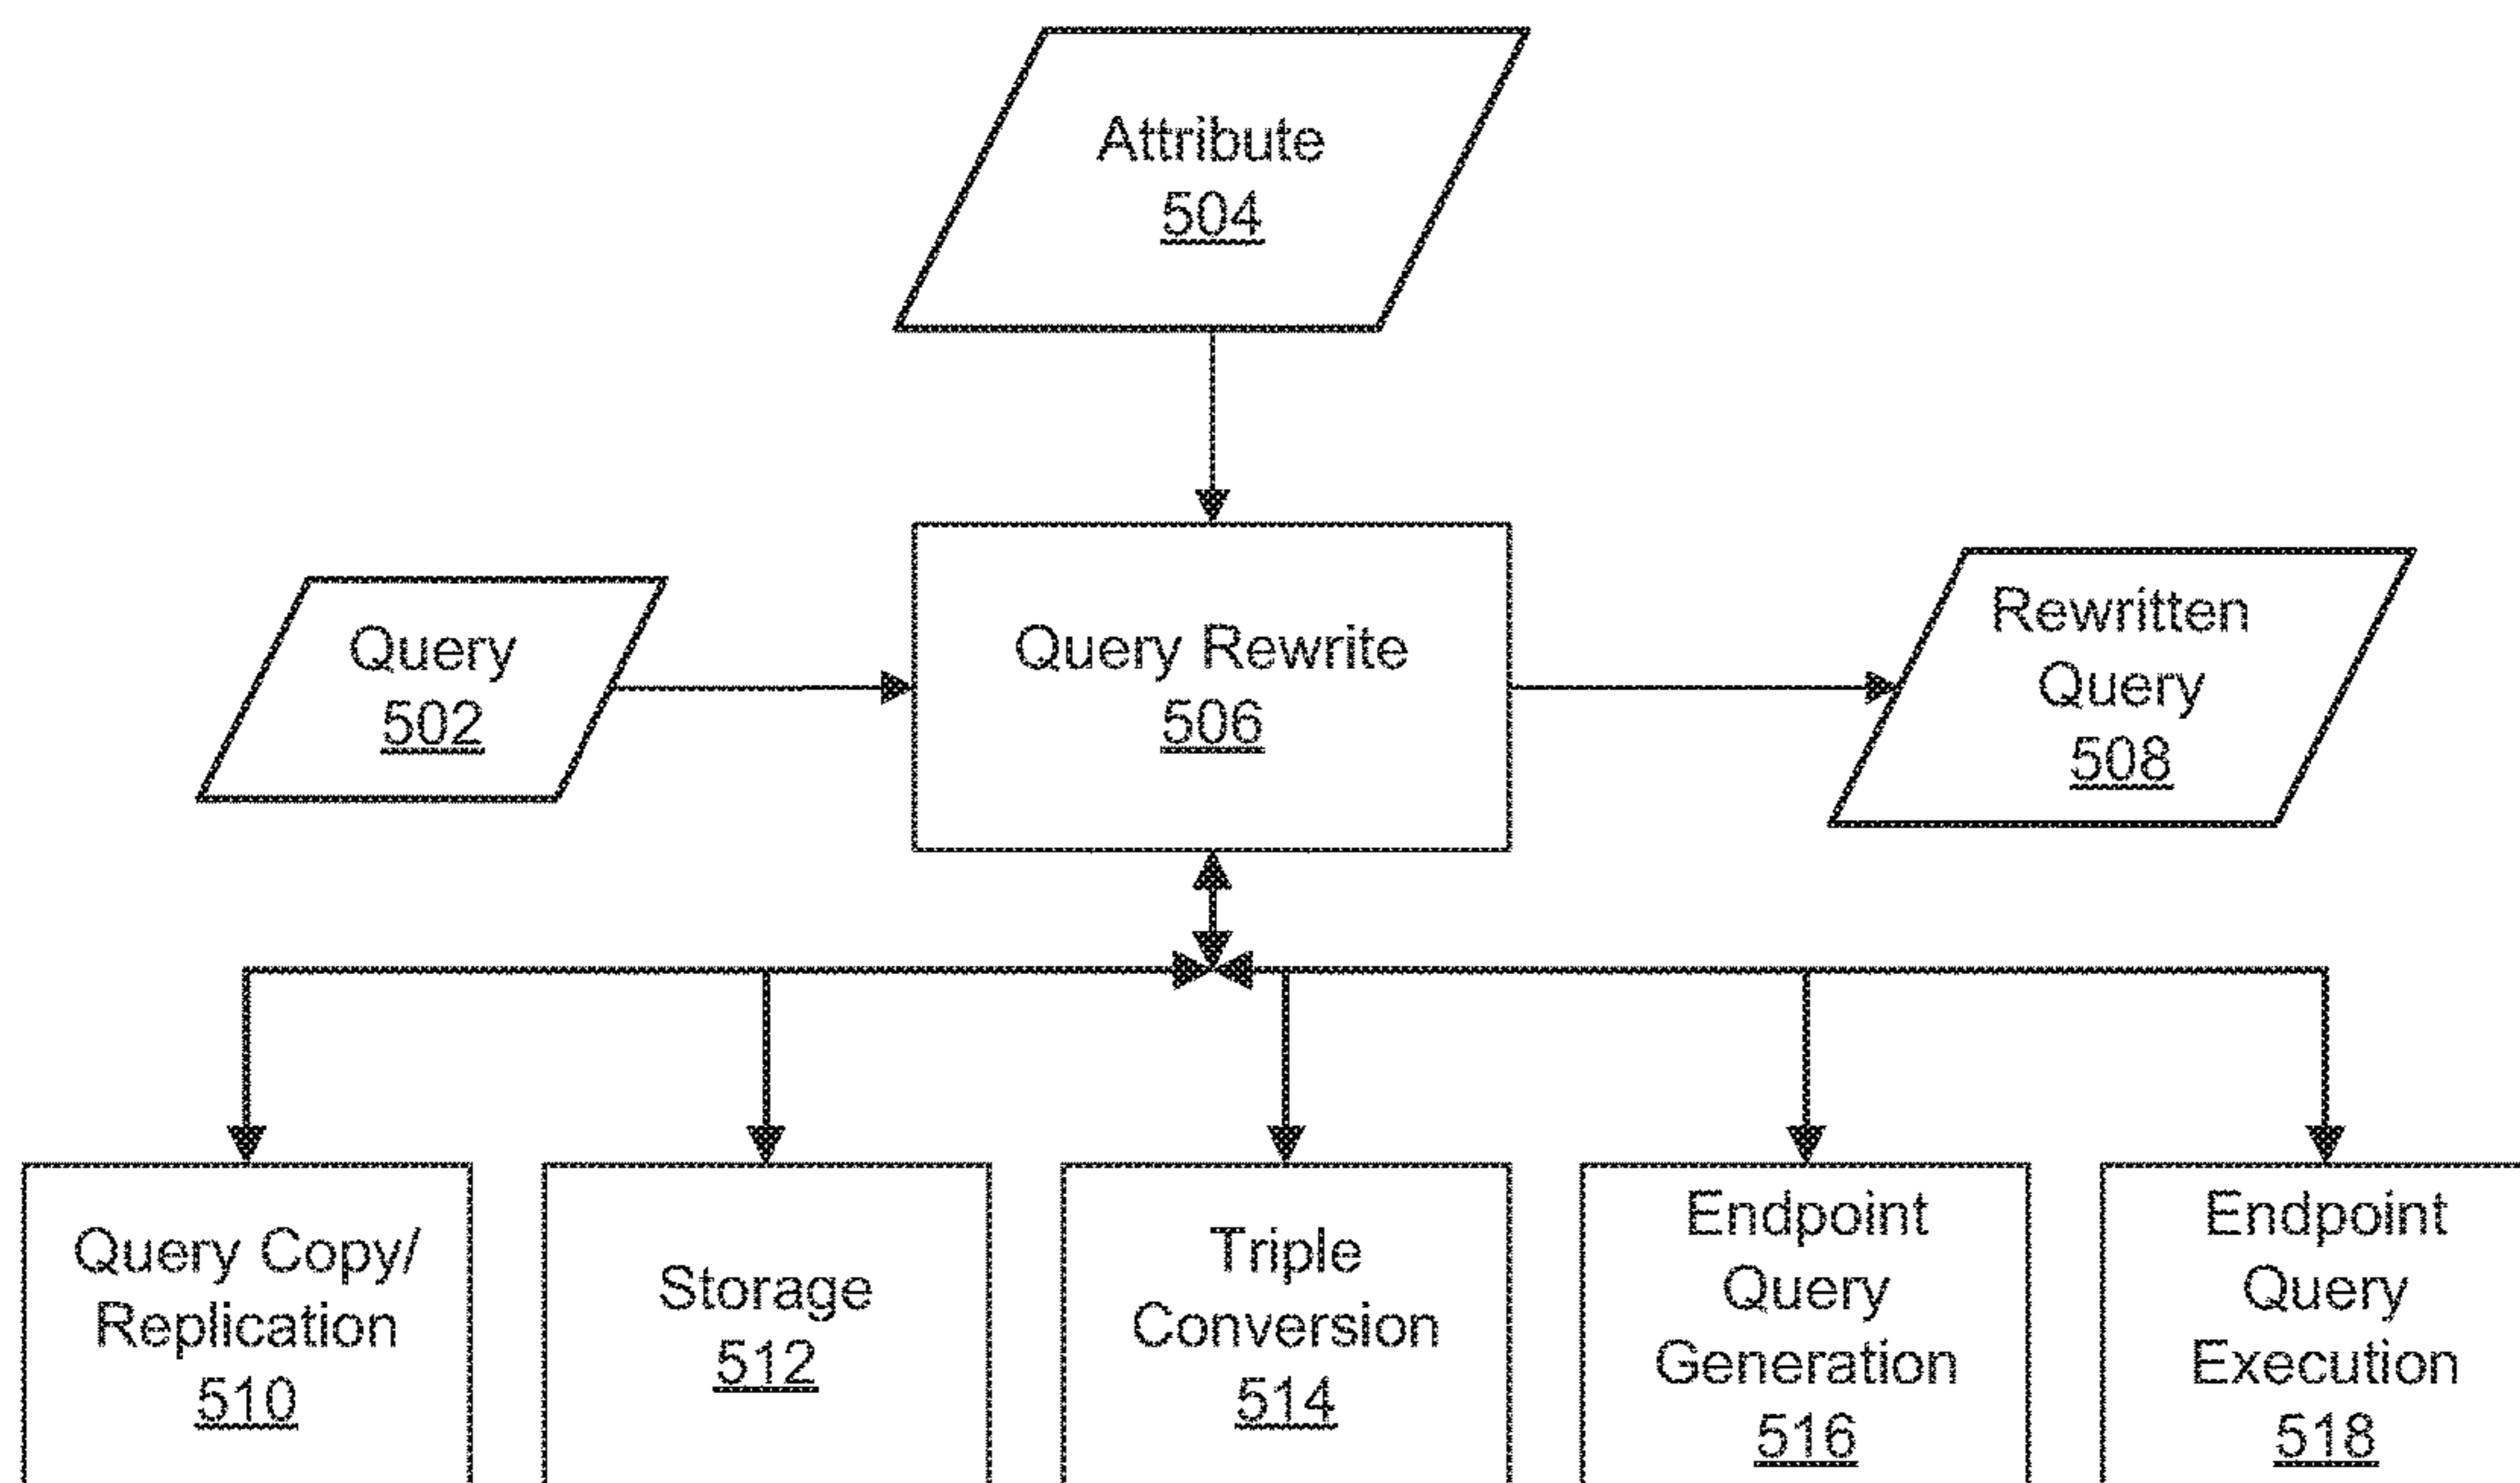 Attribute
504
Query
502
Query Rewrite
506
Rewritten
Query
508
Query Copy/
Replication
510
Storage
512
Triple
Conversion
514
Endpoint
Query
Generation
516
Endpoint
Query
Execution
518